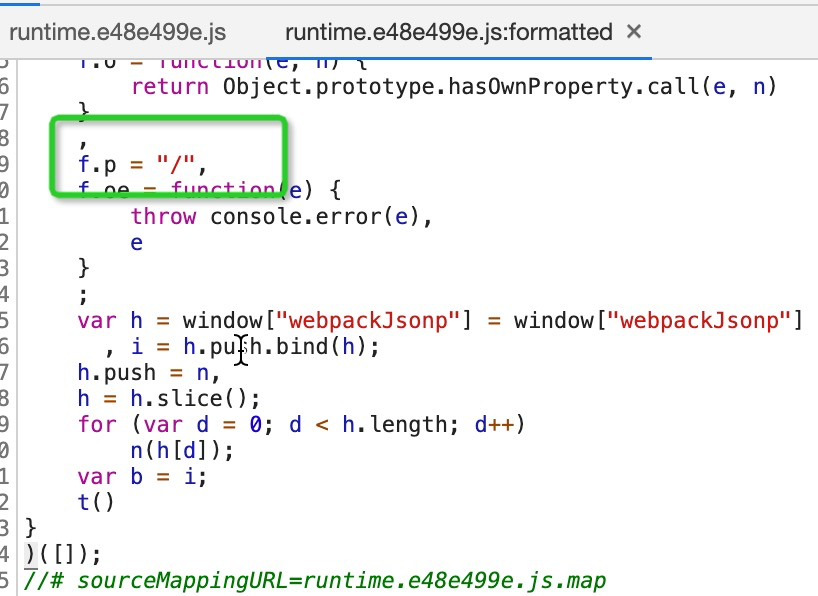 runtime.e48e499e.js runtime.e48e499e.js:formatted ×
5 f.o = function(e, n) {
6 return Object.prototype.hasOwnProperty.call(e, n)
7 }
8 ,
9 f.p = "/",
0 f.oe = function(e) {
1 throw console.error(e),
2 e
3 }
4 ;
5 var h = window["webpackJsonp"] = window["webpackJsonp"]
6 , i = h.push.bind(h);
7 h.push = n,
8 h = h.slice();
9 for (var d = 0; d < h.length; d++)
0 n(h[d]);
1 var b = i;
2 t()
3 }
4 )([]);
5 //# sourceMappingURL=runtime.e48e499e.js.map